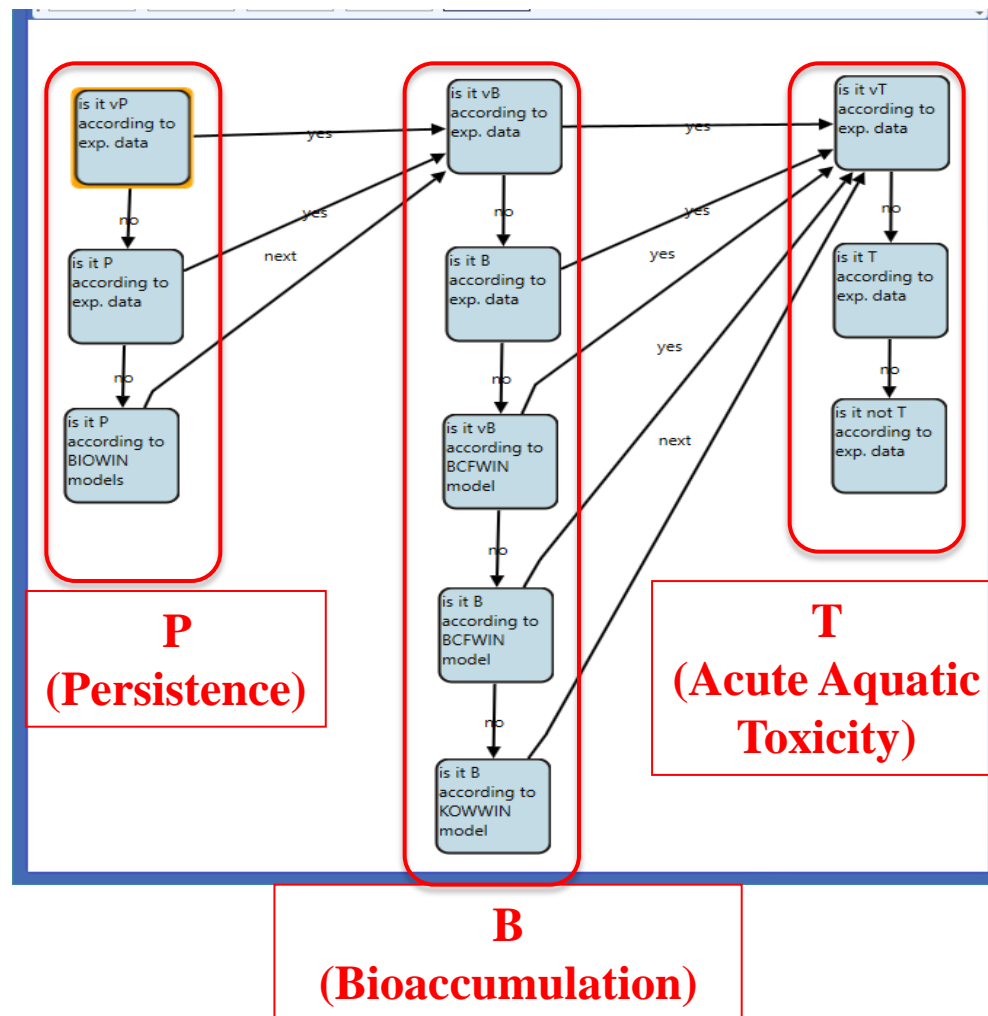 is it vP
according to
exp. data
yes
no
is it P
according to
exp. data
yes
next
no
is it P
according to
BIOWIN
models
P
(Persistence)
is it vB
according to
exp. data
yes
no
is it B
according to
exp. data
yes
yes
no
is it vB
according to
BCFWIN
model
yes
no
is it B
according to
BCFWIN
model
next
no
is it B
according to
KOWWIN
model
B
(Bioaccumulation)
is it vT
according to
exp. data
no
is it T
according to
exp. data
no
is it not T
according to
exp. data
T
(Acute Aquatic
Toxicity)